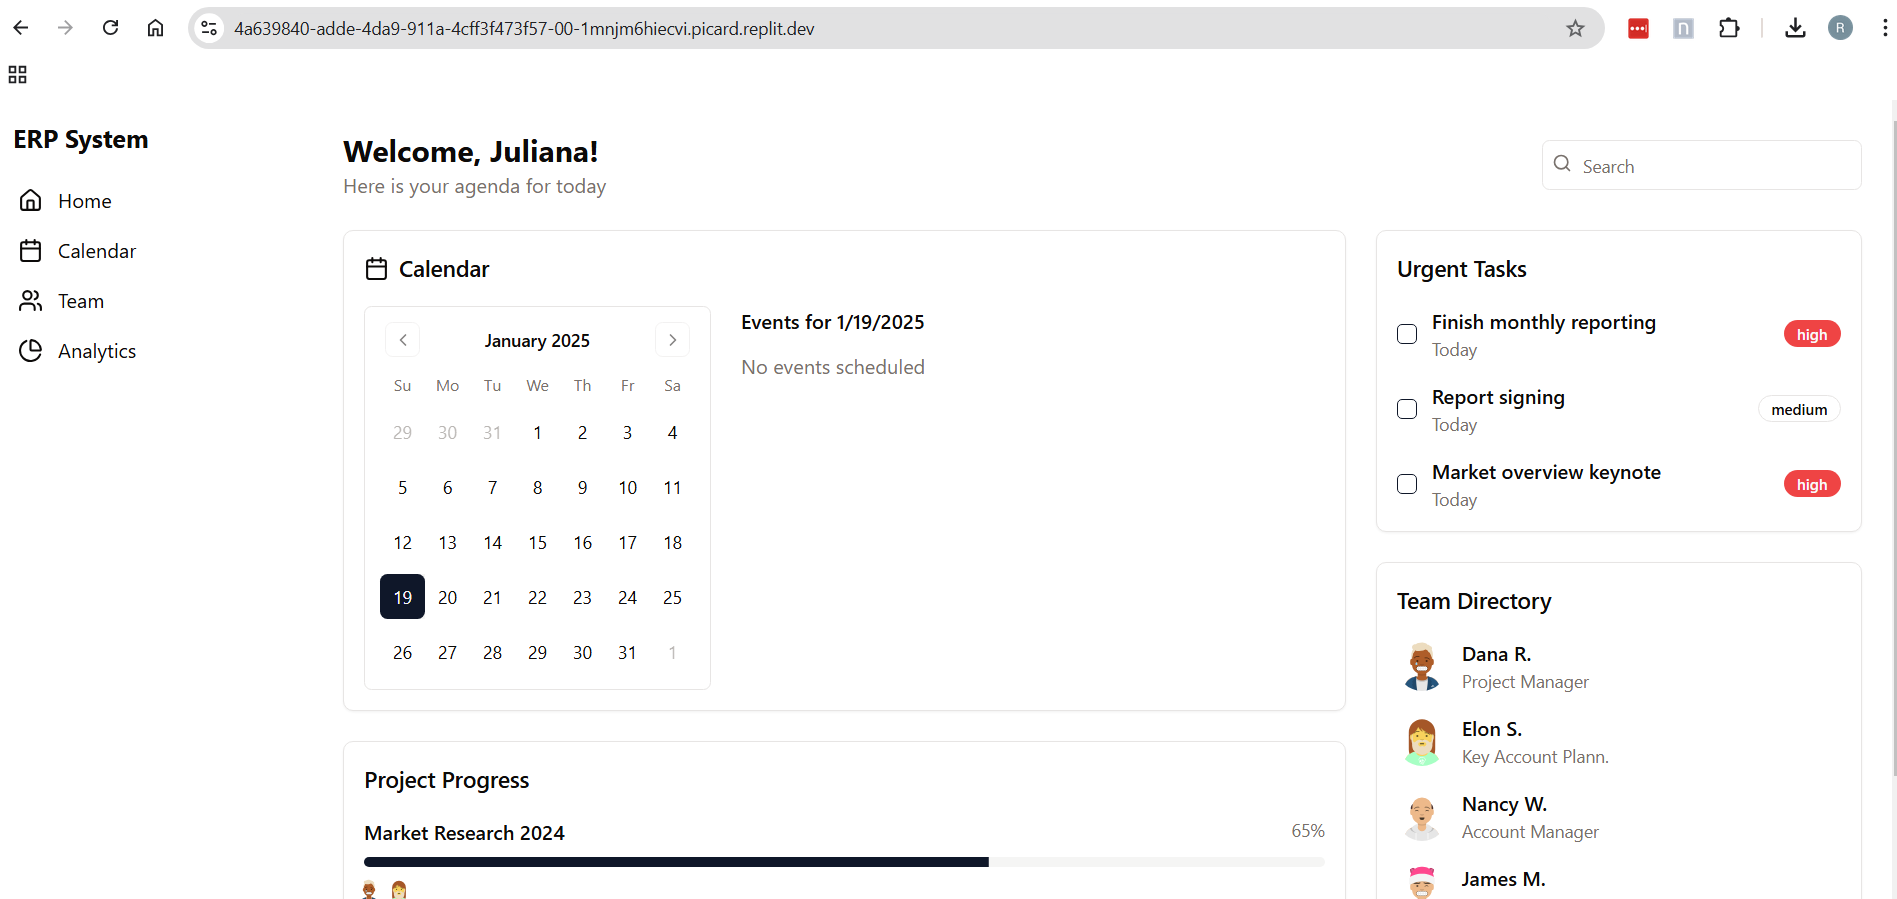 4a639840-adde-4da9-911a-4cff3f473f57-00-1mnjm6hiecvi.picard.replit.dev
n
R
ERP System
Home
Calendar
Team
Analytics
Welcome, Juliana!
Here is your agenda for today
Search
Calendar
January 2025
Su Mo Tu We Th Fr Sa
29 30 31 1 2 3 4
5 6 7 8 9 10 11
12 13 14 15 16 17 18
19 20 21 22 23 24 25
26 27 28 29 30 31 1
Events for 1/19/2025
No events scheduled
Project Progress
Market Research 2024
65%
Urgent Tasks
Finish monthly reporting
Today
high
Report signing
Today
medium
Market overview keynote
Today
high
Team Directory
Dana R.
Project Manager
Elon S.
Key Account Plann.
Nancy W.
Account Manager
James M.